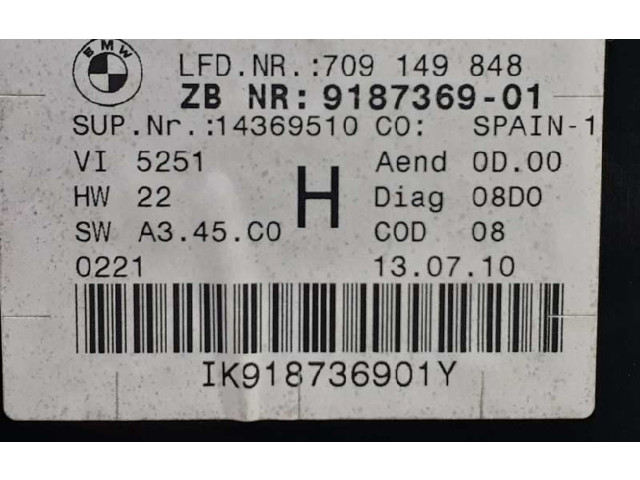 BMW
LFD.NR.:709 149 848
ZB NR: 9187369-01
SUP.Nr.:14369510 CO: SPAIN-1
VI 5251 Aend 0D.00
HW 22 H Diag 08D0
SW A3.45.C0 COD 08
0221 13.07.10
IK918736901Y